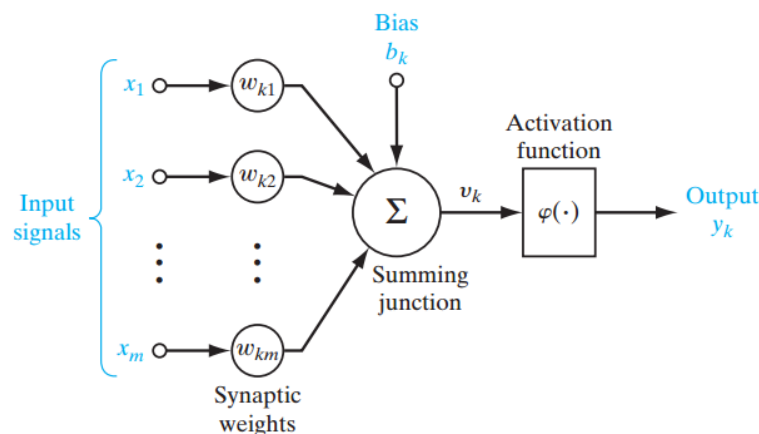 Bias
b_k
x_1
w_k1
Activation
function
x_2
w_k2
Input
signals
Σ
v_k
φ(·)
Output
y_k
Summing
junction
x_m
w_km
Synaptic
weights